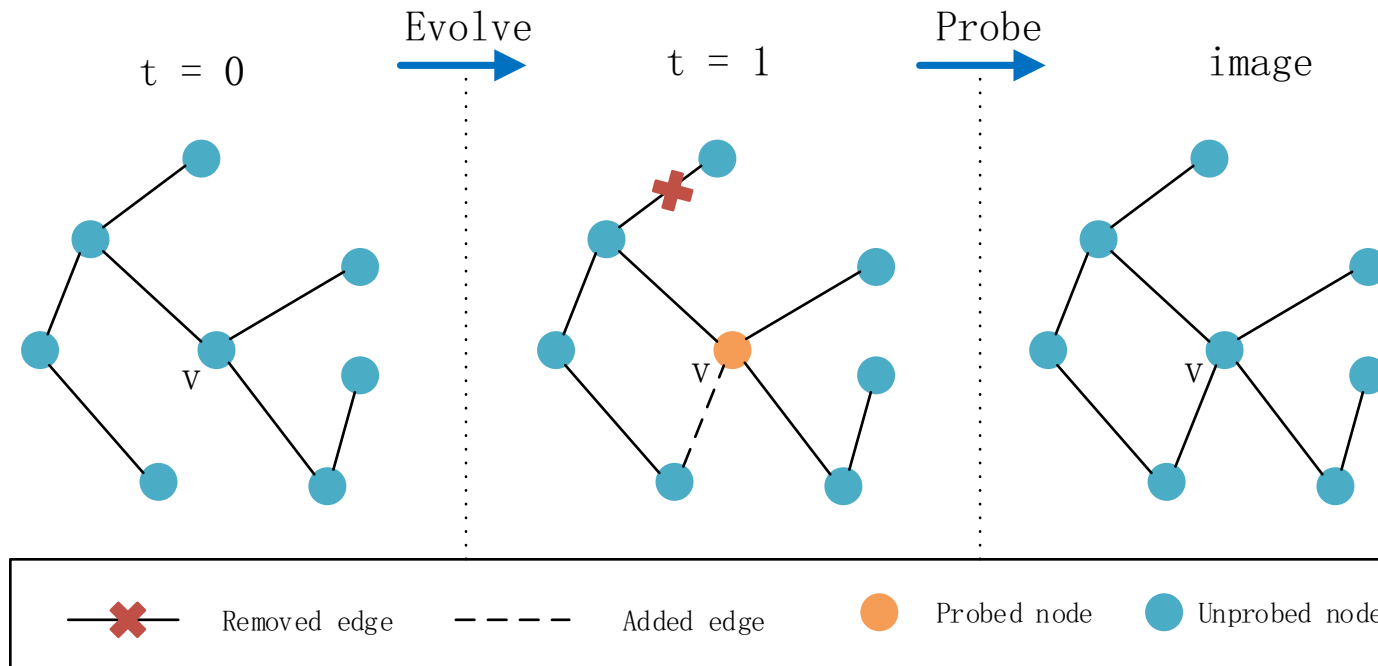 Evolve
Probe
t = 0
t = 1
image
v
v
v
Removed edge
Added edge
Probed node
Unprobed node